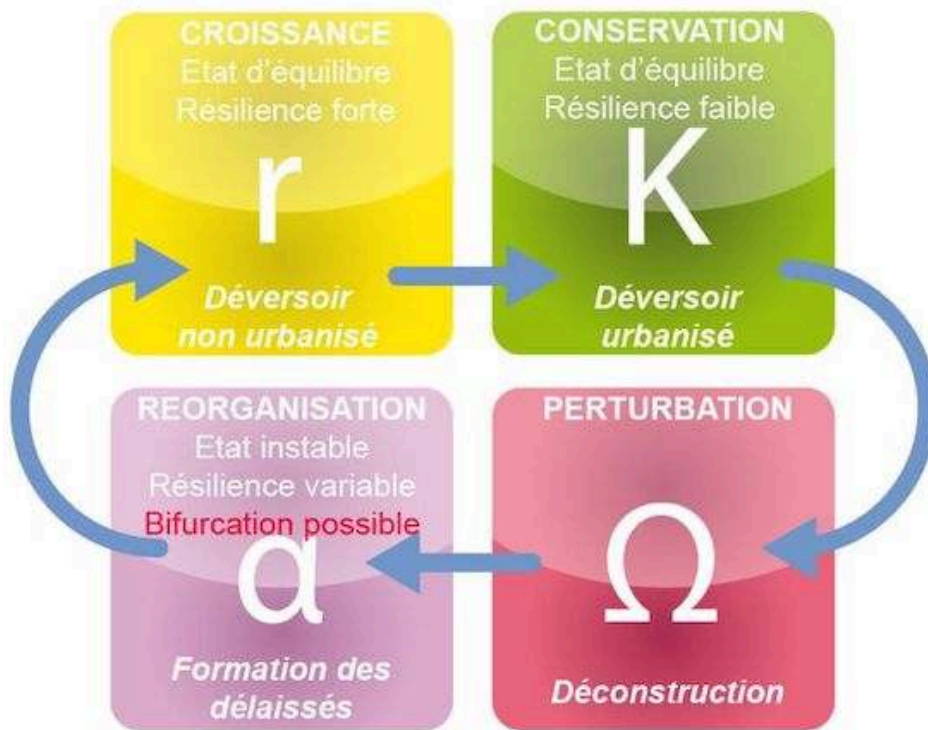 CROISSANCE
Etat d'équilibre
Résilience forte
r
Déversoir
non urbanisé
CONSERVATION
Etat d'équilibre
Résilience faible
K
Déversoir
urbanisé
REORGANISATION
Etat instable
Résilience variable
Bifurcation possible
α
Formation des
délaissés
PERTURBATION
Ω
Déconstruction